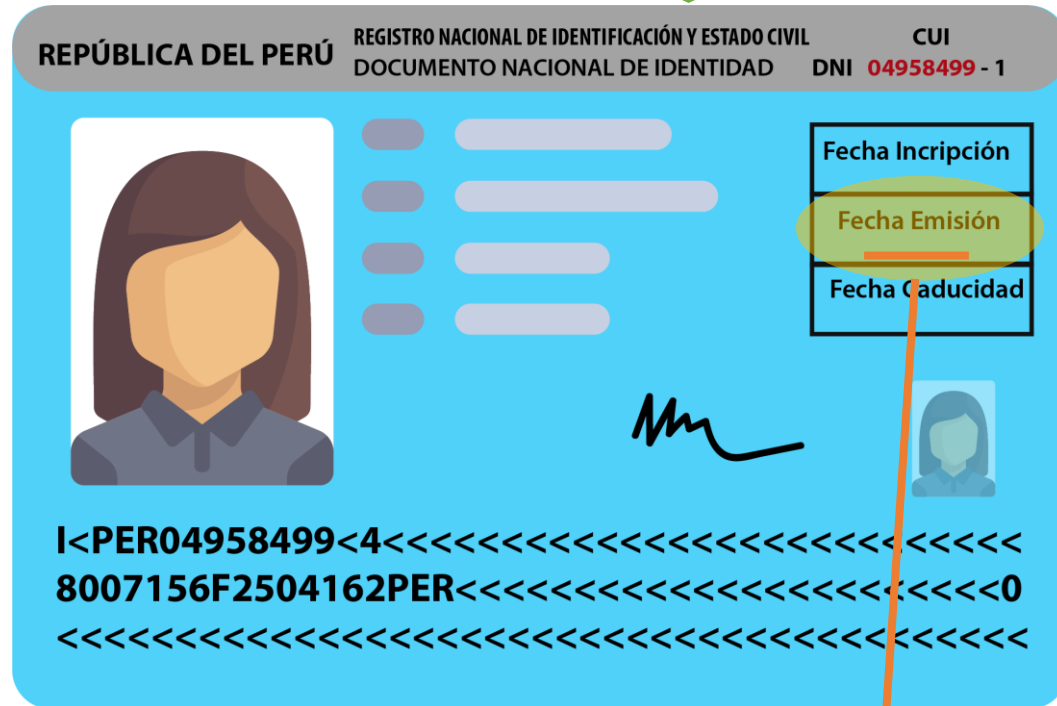 REPÚBLICA DEL PERÚ
REGISTRO NACIONAL DE IDENTIFICACIÓN Y ESTADO CIVIL
DOCUMENTO NACIONAL DE IDENTIDAD
CUI
DNI 04958499 - 1
Fecha Incripción
Fecha Emisión
Fecha Caducidad
I<PER04958499<4<<<<<<<<<<<<<<<<<<<<<<<<<<<
8007156F2504162PER<<<<<<<<<<<<<<<<<<<<<<<0
<<<<<<<<<<<<<<<<<<<<<<<<<<<<<<<<<<<<<<<<<